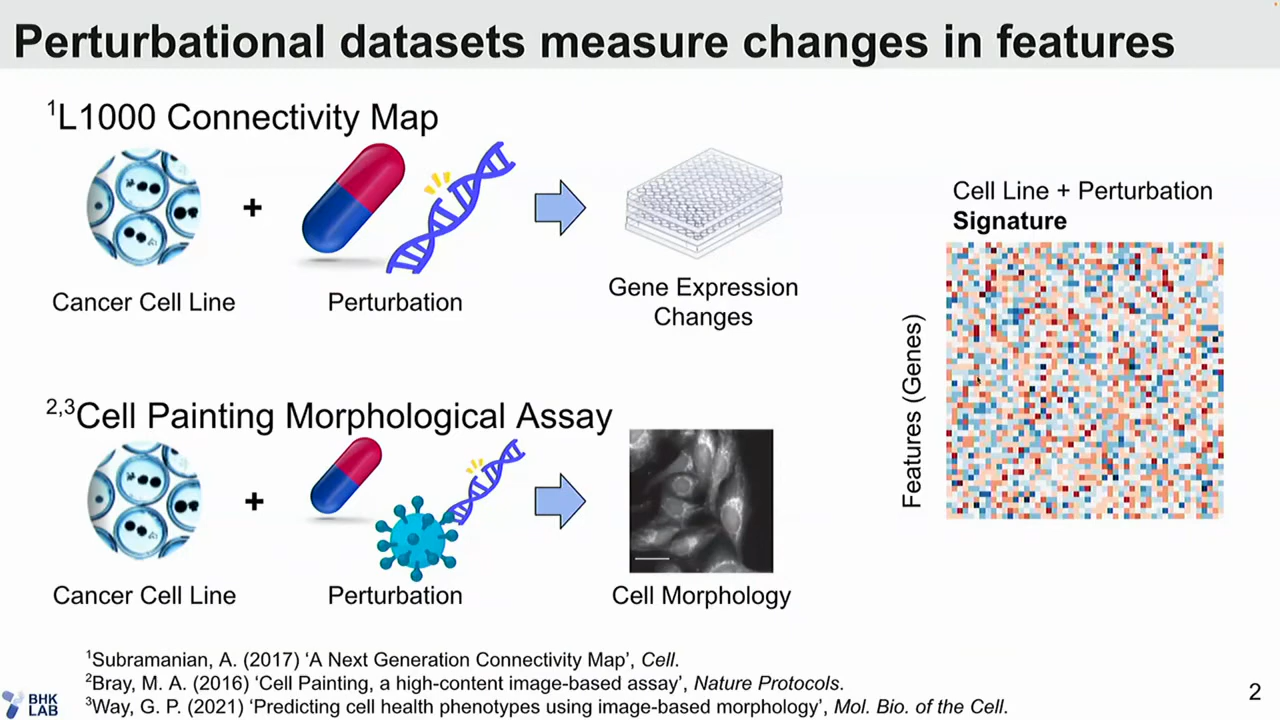 Perturbational datasets measure changes in features
¹L1000 Connectivity Map
+
Cancer Cell Line
Perturbation
Gene Expression
Changes
Cell Line + Perturbation
Signature
Features (Genes)
²,³Cell Painting Morphological Assay
+
Cancer Cell Line
Perturbation
Cell Morphology
¹Subramanian, A. (2017) ‘A Next Generation Connectivity Map’, Cell.
²Bray, M. A. (2016) ‘Cell Painting, a high-content image-based assay’, Nature Protocols.
³Way, G. P. (2021) ‘Predicting cell health phenotypes using image-based morphology’, Mol. Bio. of the Cell.
BHK
LAB
2